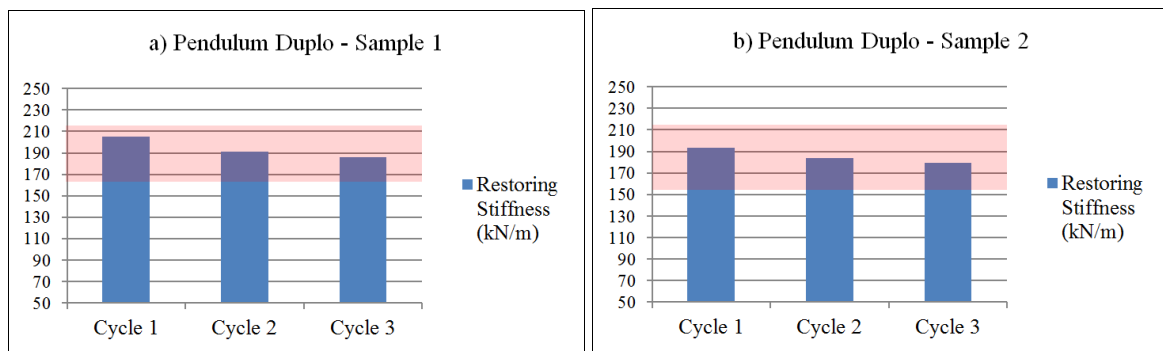 a) Pendulum Duplo - Sample 1
250
230
210
190
170
150
130
110
90
70
50
Cycle 1 Cycle 2 Cycle 3
Restoring
Stiffness
(kN/m)
b) Pendulum Duplo - Sample 2
250
230
210
190
170
150
130
110
90
70
50
Cycle 1 Cycle 2 Cycle 3
Restoring
Stiffness
(kN/m)